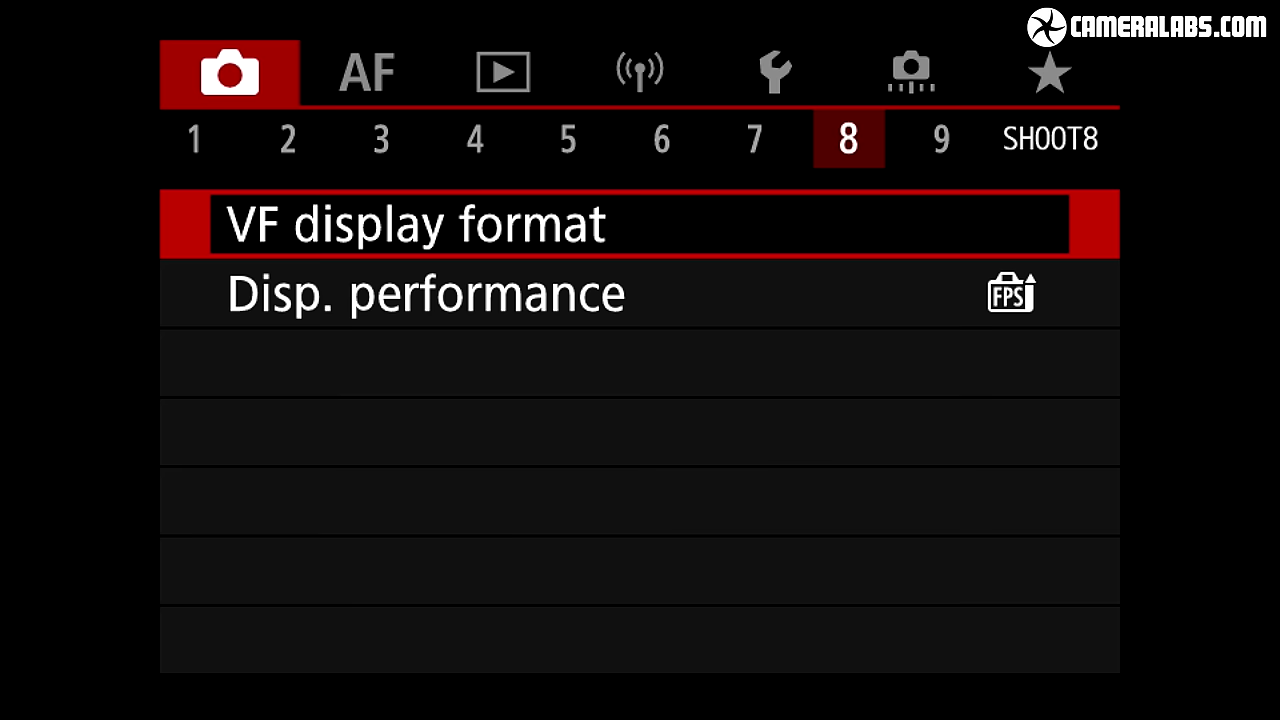 CAMERALABS.COM
AF
1 2 3 4 5 6 7 8 9 SHOOT8
VF display format
Disp. performance FPS